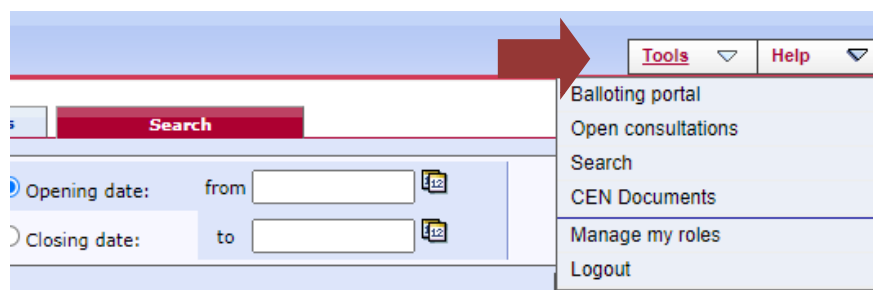 Tools Help
Balloting portal
s Search
Open consultations
Search
Opening date: from
CEN Documents
Closing date: to
Manage my roles
Logout